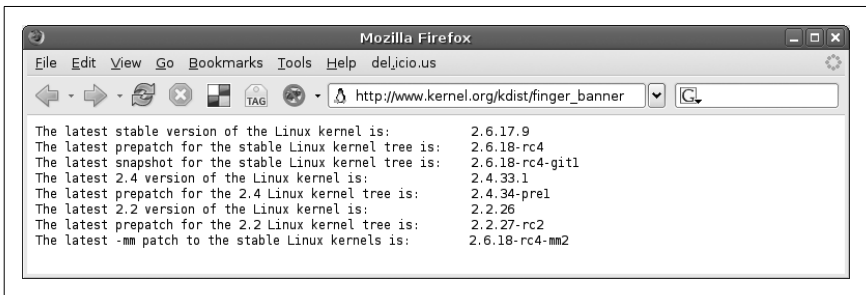 Mozilla Firefox
File Edit View Go Bookmarks Tools Help del.icio.us
TAG http://www.kernel.org/kdist/finger_banner G
The latest stable version of the Linux kernel is: 2.6.17.9
The latest prepatch for the stable Linux kernel tree is: 2.6.18-rc4
The latest snapshot for the stable Linux kernel tree is: 2.6.18-rc4-git1
The latest 2.4 version of the Linux kernel is: 2.4.33.1
The latest prepatch for the 2.4 Linux kernel tree is: 2.4.34-pre1
The latest 2.2 version of the Linux kernel is: 2.2.26
The latest prepatch for the 2.2 Linux kernel tree is: 2.2.27-rc2
The latest -mm patch to the stable Linux kernels is: 2.6.18-rc4-mm2